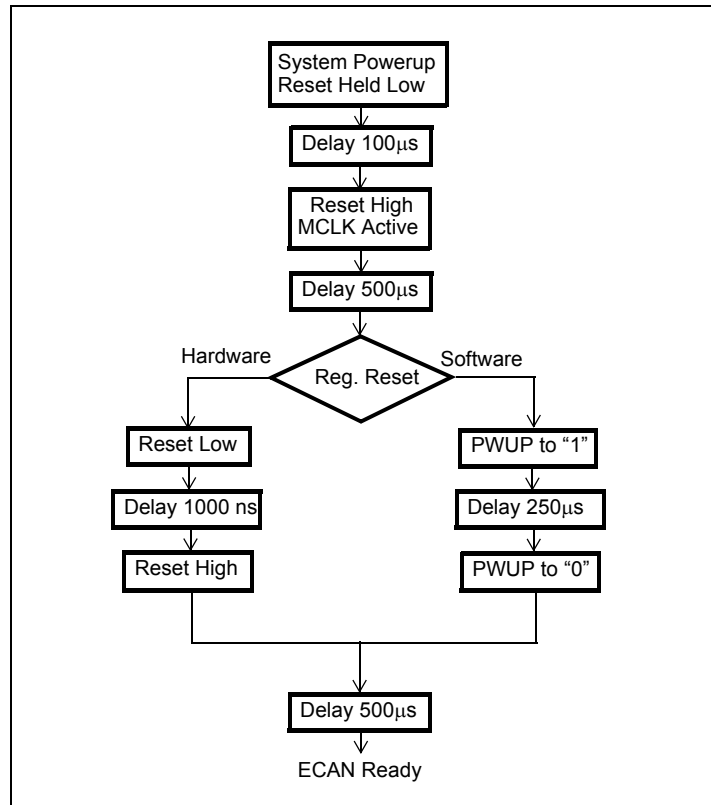 System Powerup
Reset Held Low
Delay 100μs
Reset High
MCLK Active
Delay 500μs
Hardware
Software
Reg. Reset
Reset Low
PWUP to “1”
Delay 1000 ns
Delay 250μs
Reset High
PWUP to “0”
Delay 500μs
ECAN Ready